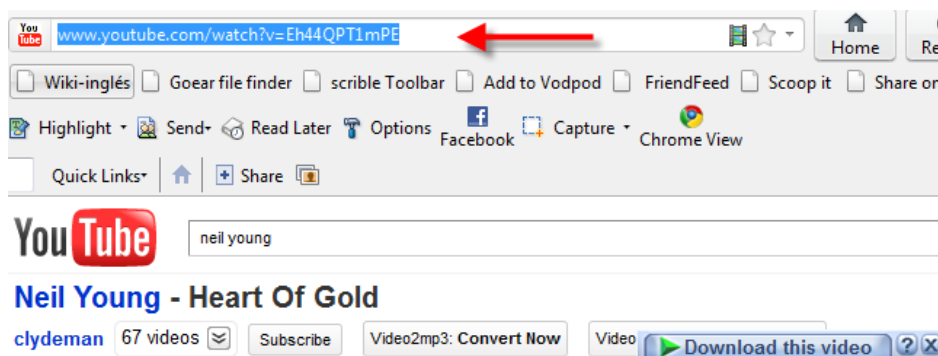 You Tube www.youtube.com/watch?v=Eh44QPT1mPE
Home Re
Wiki-inglés Goear file finder scrible Toolbar Add to Vodpod FriendFeed Scoop it Share on
Highlight Send Read Later Options Facebook Capture Chrome View
Quick Links Share
YouTube neil young
Neil Young - Heart Of Gold
clydeman 67 videos Subscribe Video2mp3: Convert Now Video Download this video ? X